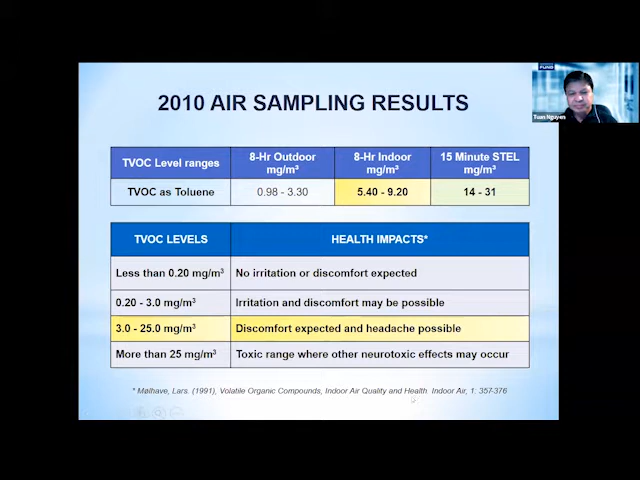 2010 AIR SAMPLING RESULTS
FUND
Tuan Nguyen
TVOC Level ranges
8-Hr Outdoor
mg/m³
8-Hr Indoor
mg/m³
15 Minute STEL
mg/m³
TVOC as Toluene
0.98 - 3.30
5.40 - 9.20
14 - 31
TVOC LEVELS
HEALTH IMPACTS*
Less than 0.20 mg/m³
No irritation or discomfort expected
0.20 - 3.0 mg/m³
Irritation and discomfort may be possible
3.0 - 25.0 mg/m³
Discomfort expected and headache possible
More than 25 mg/m³
Toxic range where other neurotoxic effects may occur
* Mølhave, Lars. (1991), Volatile Organic Compounds, Indoor Air Quality and Health. Indoor Air, 1. 357-376